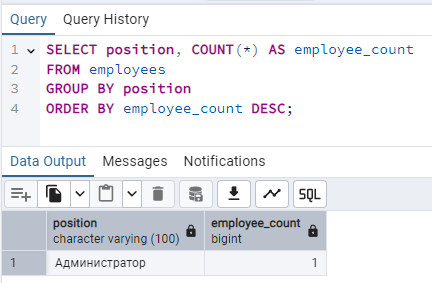 Query Query History
1 SELECT position, COUNT(*) AS employee_count
2 FROM employees
3 GROUP BY position
4 ORDER BY employee_count DESC;
Data Output Messages Notifications
SQL
position employee_count
character varying (100) bigint
1 Администратор 1